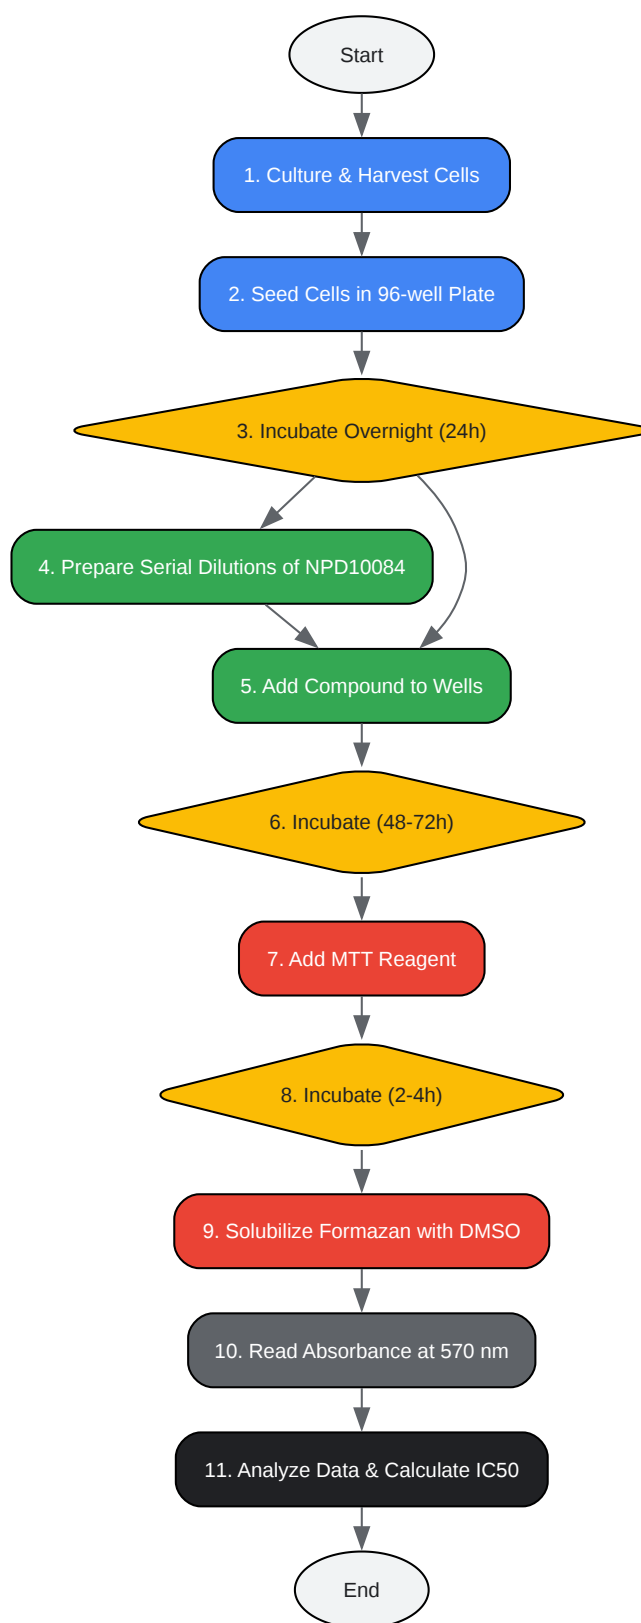 Start
1. Culture & Harvest Cells
2. Seed Cells in 96-well Plate
3. Incubate Overnight (24h)
4. Prepare Serial Dilutions of NPD10084
5. Add Compound to Wells
6. Incubate (48-72h)
7. Add MTT Reagent
8. Incubate (2-4h)
9. Solubilize Formazan with DMSO
10. Read Absorbance at 570 nm
11. Analyze Data & Calculate IC50
End